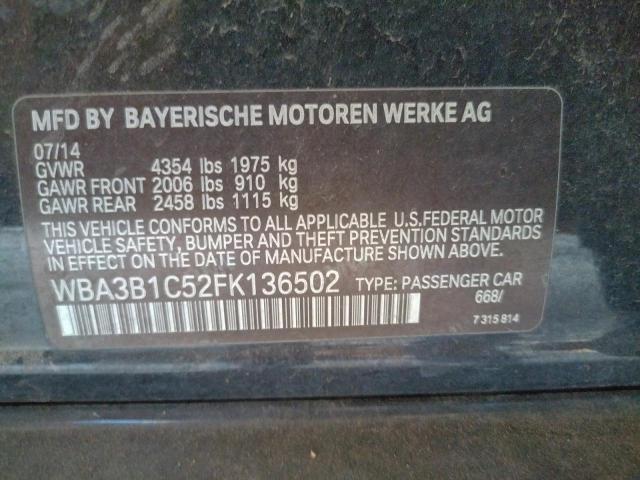 MFD BY BAYERISCHE MOTOREN WERKE AG
07/14
GVWR 4354 lbs 1975 kg
GAWR FRONT 2006 lbs 910 kg
GAWR REAR 2458 lbs 1115 kg
THIS VEHICLE CONFORMS TO ALL APPLICABLE U.S.FEDERAL MOTOR
VEHICLE SAFETY, BUMPER AND THEFT PREVENTION STANDARDS
IN EFFECT ON THE DATE OF MANUFACTURE SHOWN ABOVE.
WBA3B1C52FK136502 TYPE: PASSENGER CAR
668/
7 315 814